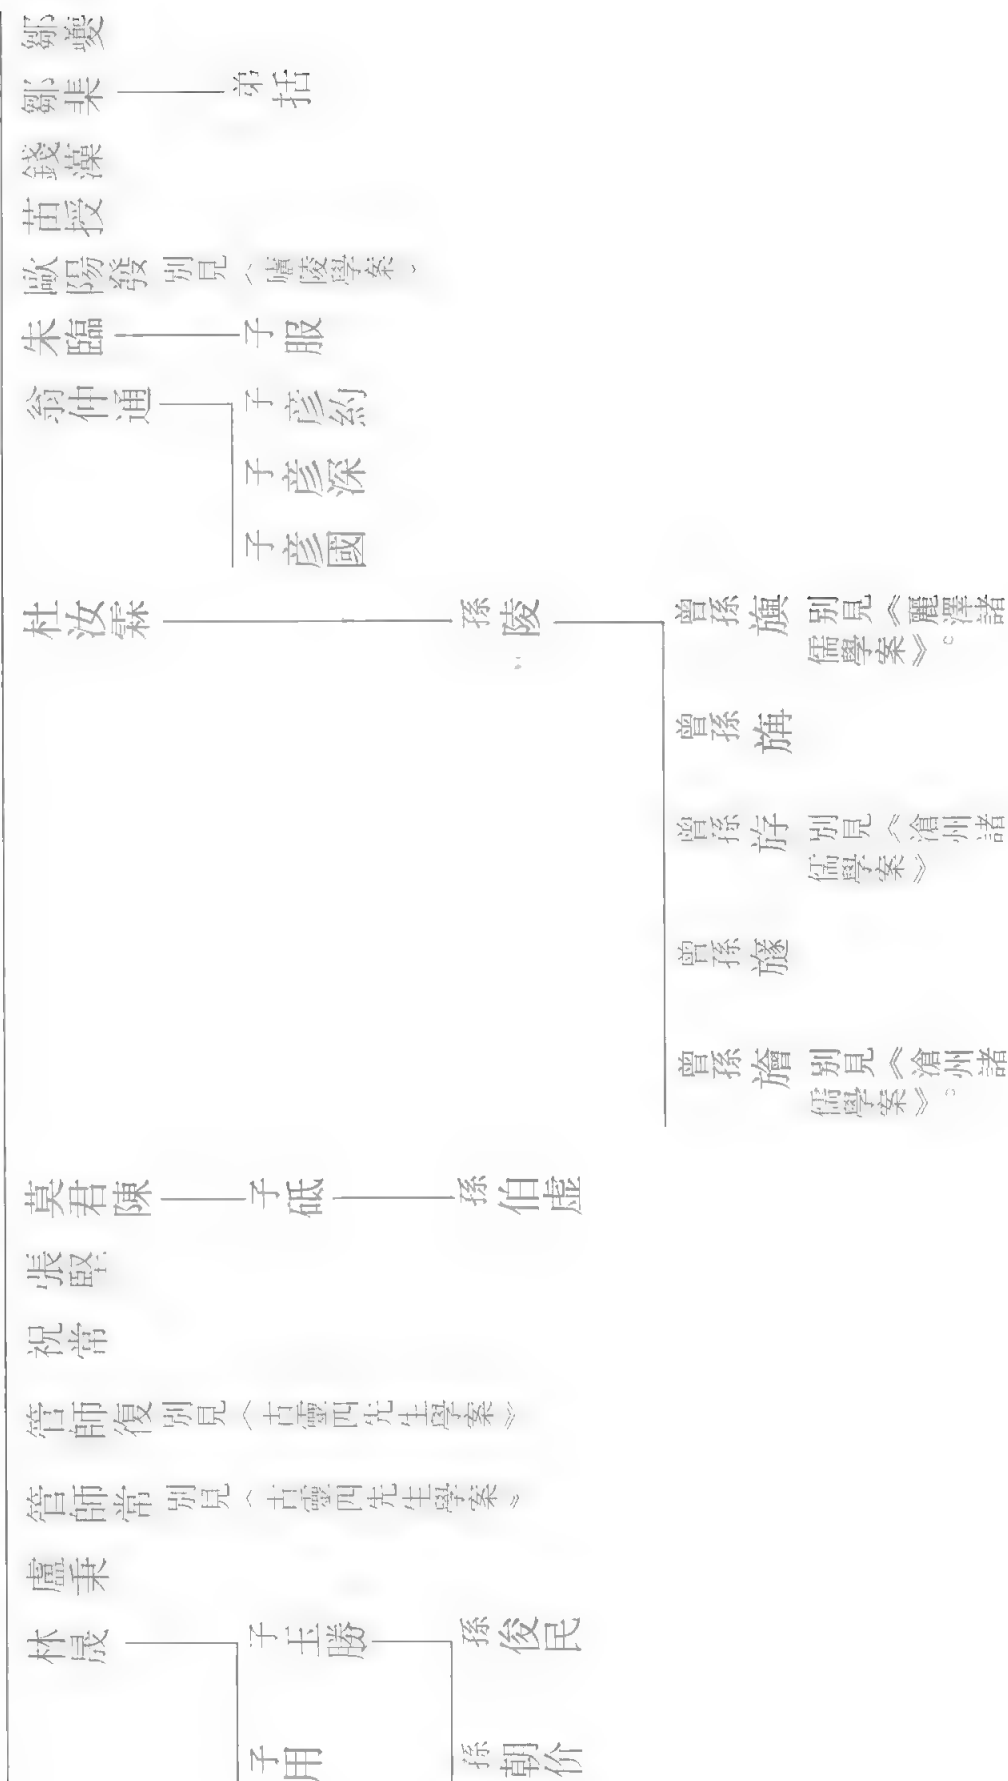 鄒夔
鄒棐 弟括
錢藻
苗授
歐陽發 別見《廬陵學案》。
朱臨 子服
翁仲通 子彥約
子彥深
子彥國
杜汝霖 孫陵 曾孫旟 別見《麗澤諸
儒學案》。
曾孫旃
曾孫斿 別見《滄州諸
儒學案》
曾孫旞
曾孫旝 別見《滄州諸
儒學案》。
莫君陳 子砥 孫伯虛
張堅
祝常
管師復 別見《古靈四先生學案》
管師常 別見《古靈四先生學案》
盧秉
林晟 子玉勝 孫俊民
子用 孫朝价